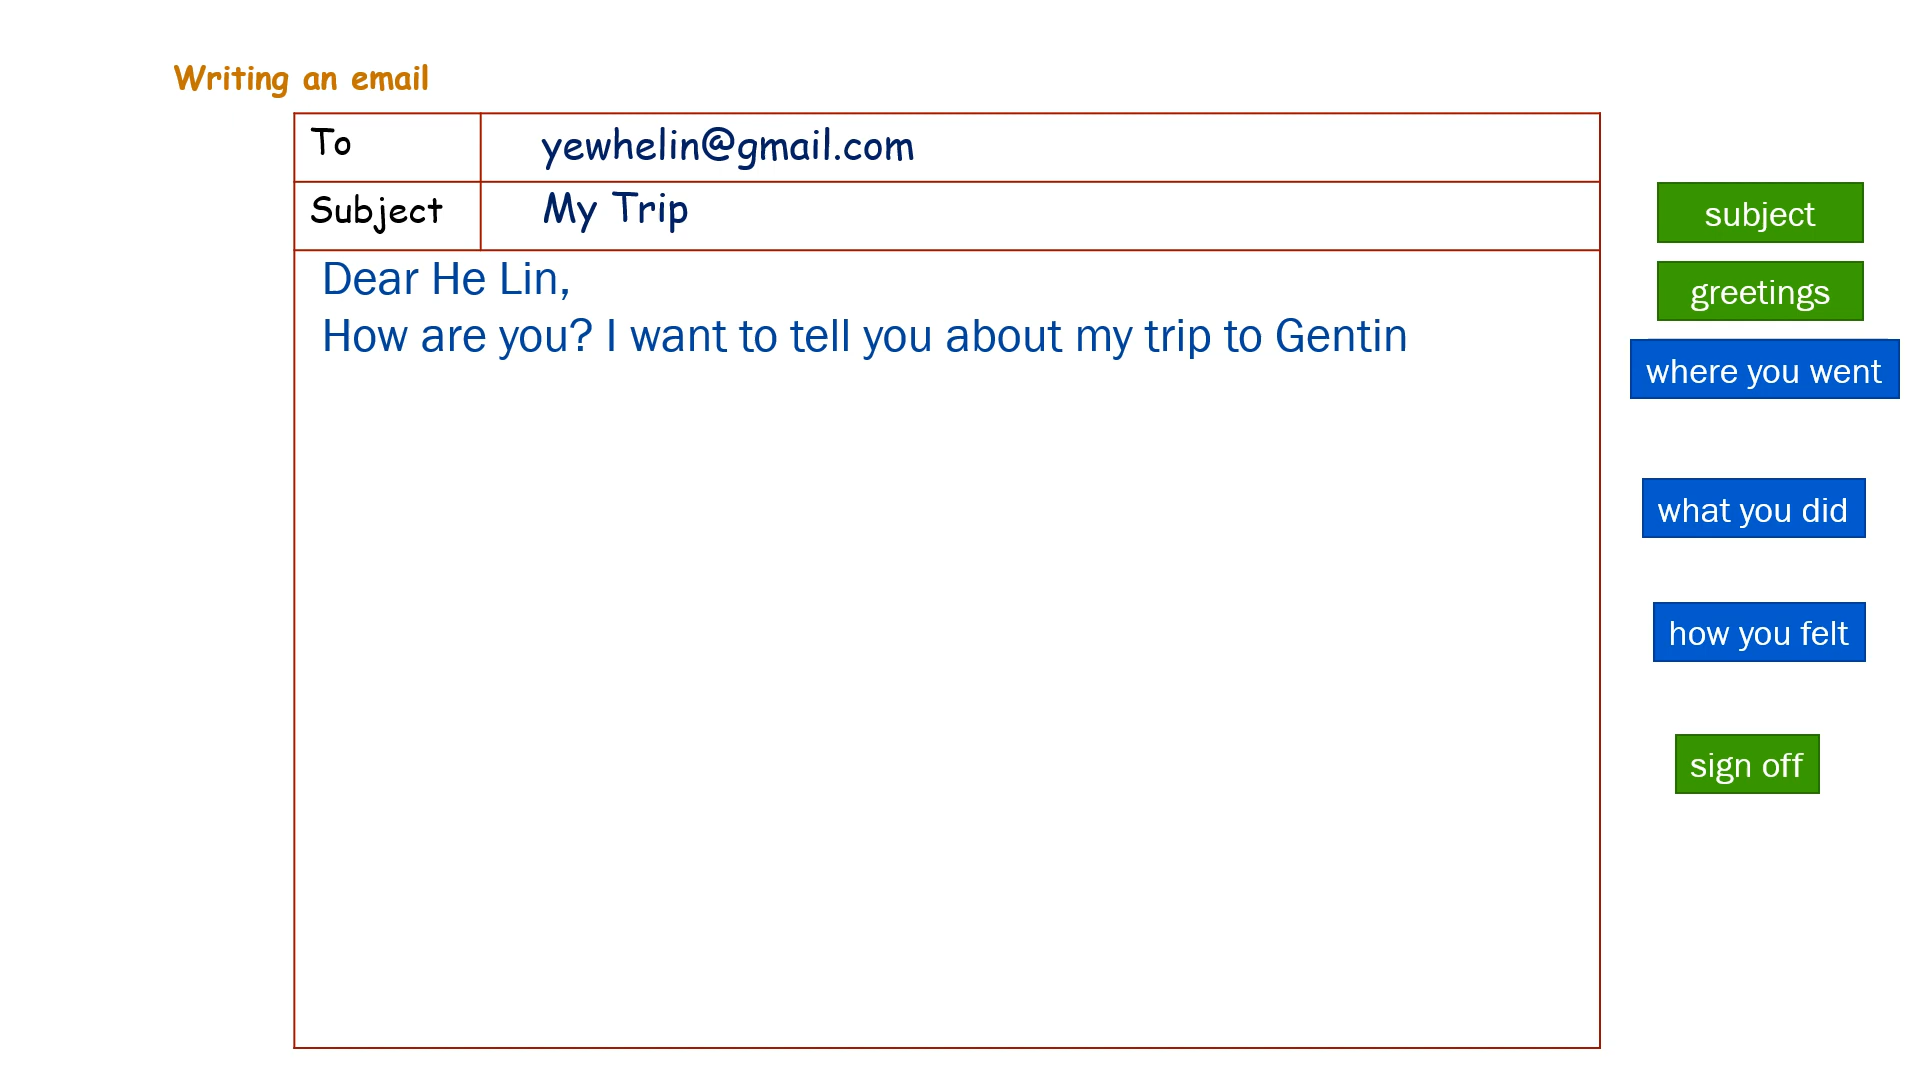 Writing an email
To yewhelin@gmail.com
Subject My Trip
subject
Dear He Lin,
greetings
How are you? I want to tell you about my trip to Gentin
where you went
what you did
how you felt
sign off